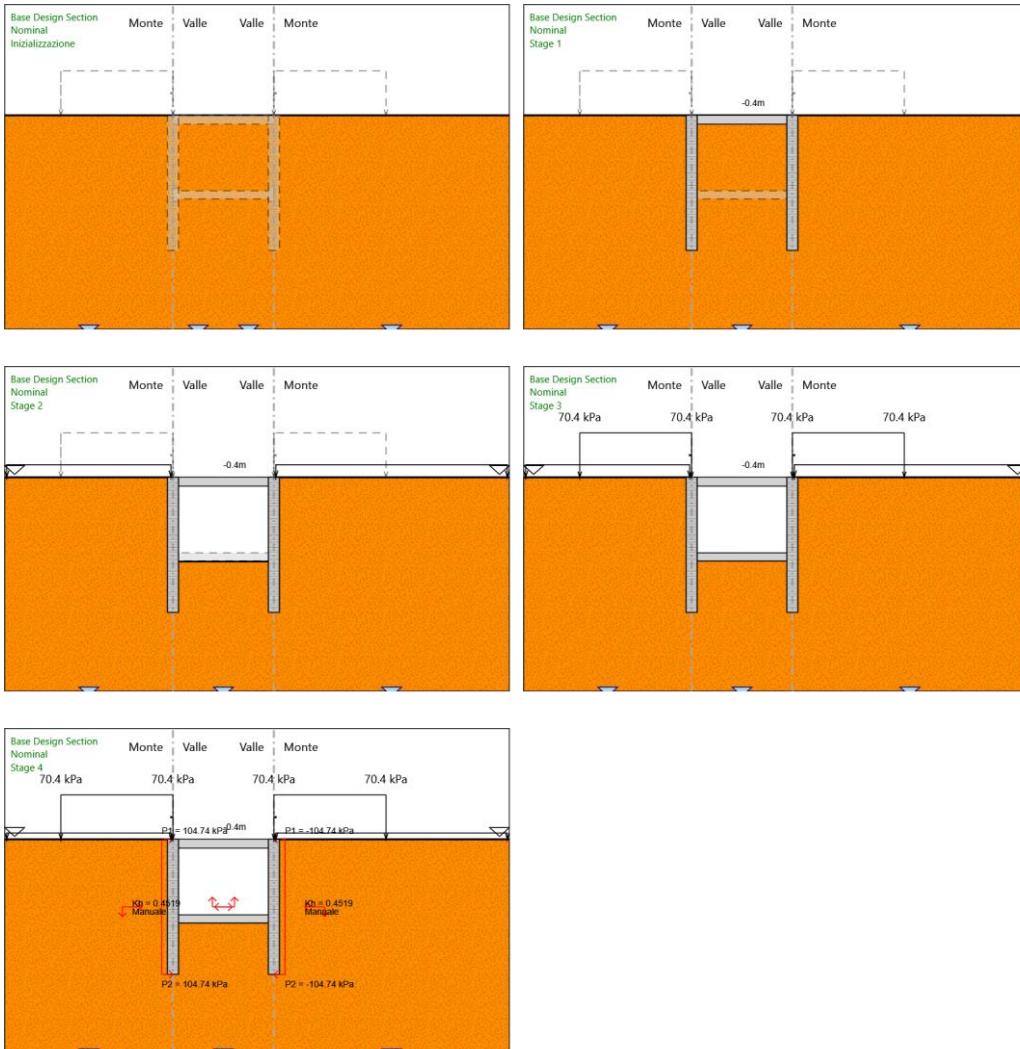 Base Design Section
Nominal
Inizializzazione
Monte Valle Valle Monte
Base Design Section
Nominal
Stage 1
Monte Valle Valle Monte
-0.4m
Base Design Section
Nominal
Stage 2
Monte Valle Valle Monte
-0.4m
Base Design Section
Nominal
Stage 3
Monte Valle Valle Monte
70.4 kPa 70.4 kPa 70.4 kPa 70.4 kPa
-0.4m
Base Design Section
Nominal
Stage 4
Monte Valle Valle Monte
70.4 kPa 70.4 kPa 70.4 kPa 70.4 kPa
P1 = 104.74 kPa -0.4m P1 = -104.74 kPa
Kh = 0.4519 Kh = 0.4519
Manuale Manuale
P2 = 104.74 kPa P2 = -104.74 kPa